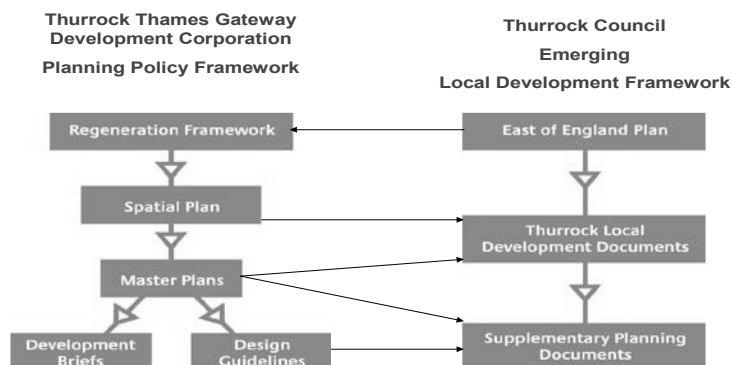 Thurrock Thames Gateway
Development Corporation
Planning Policy Framework
Thurrock Council
Emerging
Local Development Framework
Regeneration Framework
East of England Plan
Spatial Plan
Thurrock Local
Development Documents
Master Plans
Development
Briefs
Design
Guidelines
Supplementary Planning
Documents